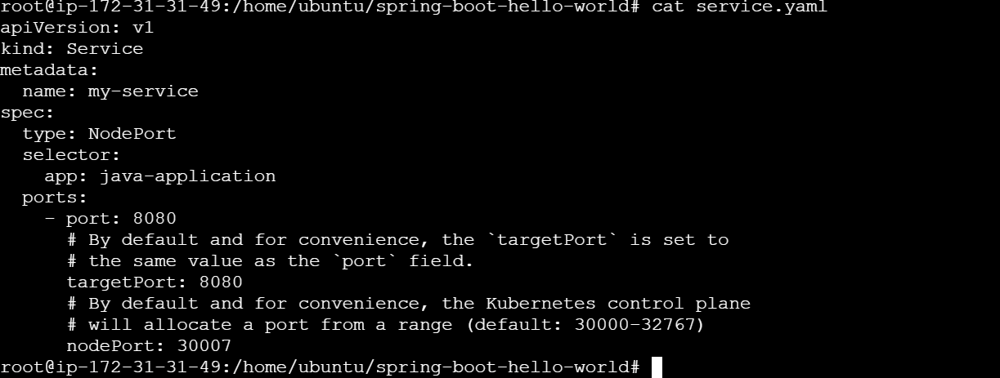 root@ip-172-31-31-49:/home/ubuntu/spring-boot-hello-world# cat service.yaml
apiVersion: v1
kind: Service
metadata:
  name: my-service
spec:
  type: NodePort
  selector:
    app: java-application
  ports:
    - port: 8080
      # By default and for convenience, the `targetPort` is set to
      # the same value as the `port` field.
      targetPort: 8080
      # By default and for convenience, the Kubernetes control plane
      # will allocate a port from a range (default: 30000-32767)
      nodePort: 30007
root@ip-172-31-31-49:/home/ubuntu/spring-boot-hello-world#